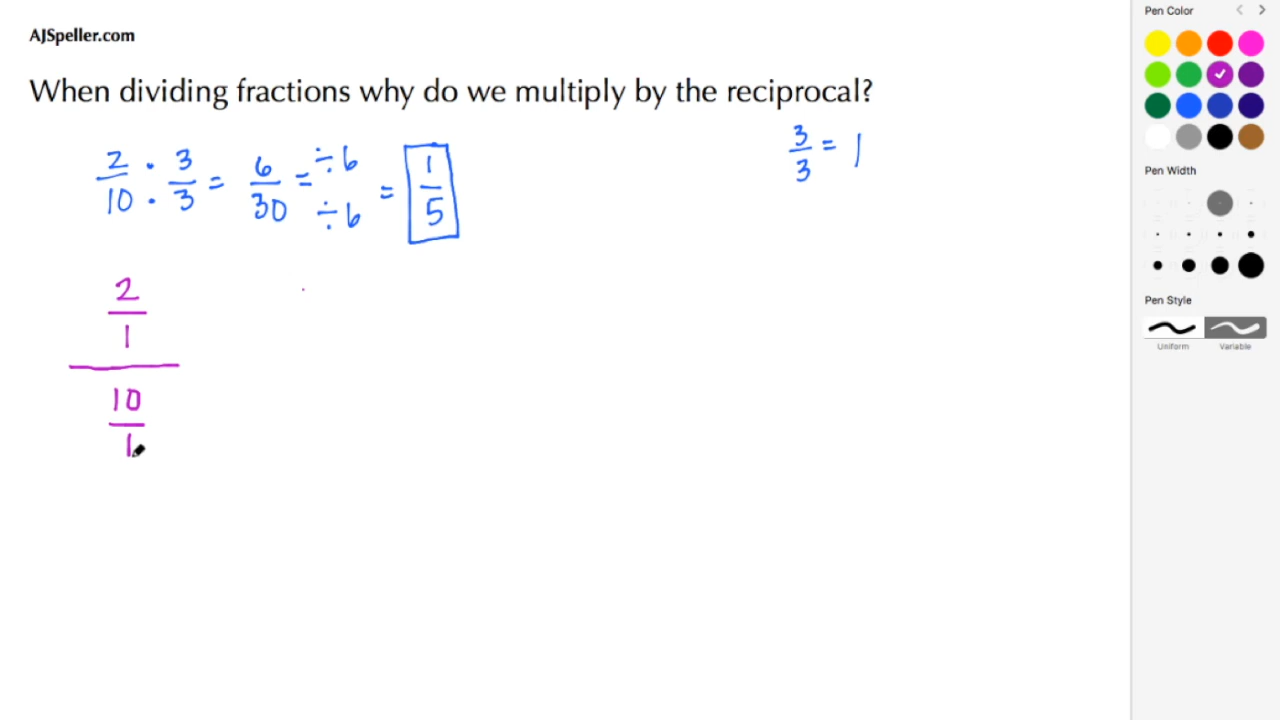 AJSpeller.com
When dividing fractions why do we multiply by the reciprocal?
2/10 · 3/3 = 6/30 = ÷6/÷6 = 1/5
3/3 = 1
2
1
10
1
Pen Color
Pen Width
Pen Style
Uniform Variable